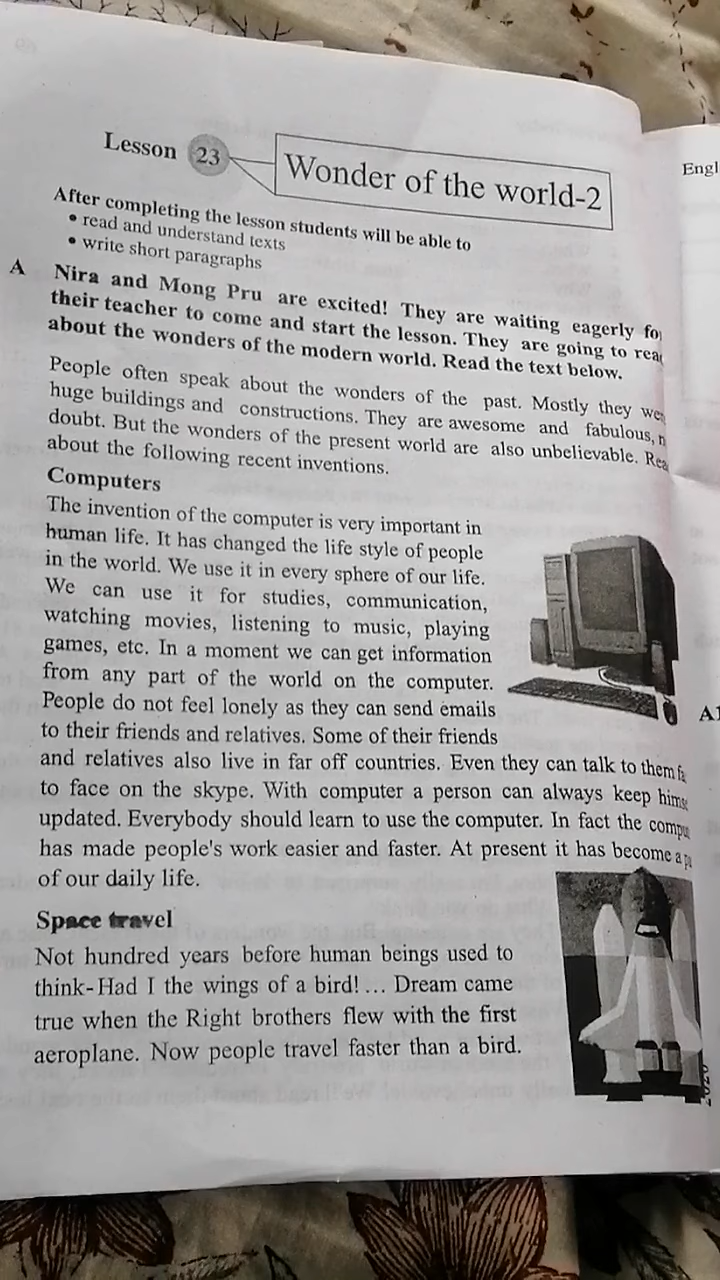 Lesson 23
Wonder of the world-2
After completing the lesson students will be able to
• read and understand texts
• write short paragraphs
A Nira and Mong Pru are excited! They are waiting eagerly
their teacher to come and start the lesson. They are going to
about the wonders of the modern world. Read the text below.
People often speak about the wonders of the past. Mostly they
huge buildings and constructions. They are awesome and fabulous,
doubt. But the wonders of the present world are also unbelievable.
about the following recent inventions.
Computers
The invention of the computer is very important in
human life. It has changed the life style of people
in the world. We use it in every sphere of our life.
We can use it for studies, communication,
watching movies, listening to music, playing
games, etc. In a moment we can get information
from any part of the world on the computer.
People do not feel lonely as they can send emails
to their friends and relatives. Some of their friends
and relatives also live in far off countries. Even they can talk to them
to face on the skype. With computer a person can always keep
updated. Everybody should learn to use the computer. In fact the
has made people's work easier and faster. At present it has become a
of our daily life.
Space travel
Not hundred years before human beings used to
think-Had I the wings of a bird! ... Dream came
true when the Right brothers flew with the first
aeroplane. Now people travel faster than a bird.
Engl
A1